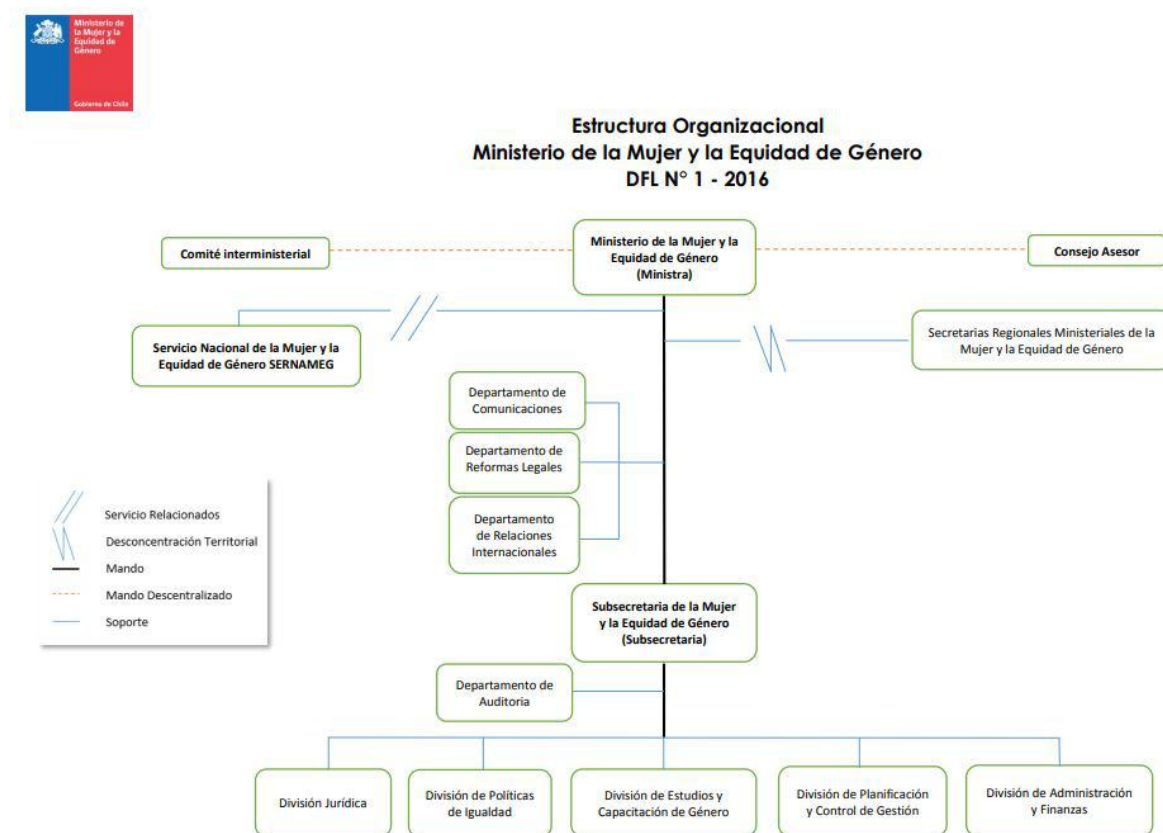 Ministerio de
la Mujer y la
Equidad de
Género
Gobierno de Chile
Estructura Organizacional
Ministerio de la Mujer y la Equidad de Género
DFL N° 1 - 2016
Comité interministerial
Ministerio de la Mujer y la
Equidad de Género
(Ministra)
Consejo Asesor
Servicio Nacional de la Mujer y la
Equidad de Género SERNAMEG
Secretarias Regionales Ministeriales de la
Mujer y la Equidad de Género
Departamento de
Comunicaciones
Departamento de
Reformas Legales
Departamento
de Relaciones
Internacionales
Servicio Relacionados
Desconcentración Territorial
Mando
Mando Descentralizado
Soporte
Subsecretaria de la Mujer
y la Equidad de Género
(Subsecretaria)
Departamento de
Auditoria
División Jurídica
División de Políticas
de Igualdad
División de Estudios y
Capacitación de Género
División de Planificación
y Control de Gestión
División de Administración
y Finanzas